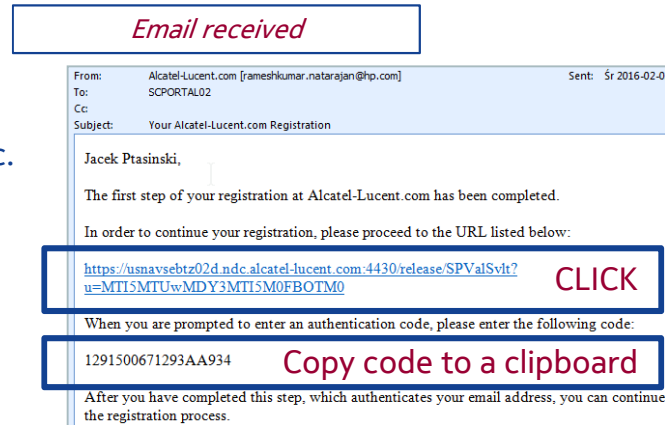 Email received
From: Alcatel-Lucent.com [rameshkumar.natarajan@hp.com] Sent: Śr 2016-02-0
To: SCPORTAL02
Cc:
Subject: Your Alcatel-Lucent.com Registration
c.
Jacek Ptasinski,
The first step of your registration at Alcatel-Lucent.com has been completed.
In order to continue your registration, please proceed to the URL listed below:
https://usnavsebtz02d.ndc.alcatel-lucent.com:4430/release/SPValSvlt?
u=MTI5MTUwMDY3MTI5M0FBOTM0
CLICK
When you are prompted to enter an authentication code, please enter the following code:
1291500671293AA934
Copy code to a clipboard
After you have completed this step, which authenticates your email address, you can continue
the registration process.